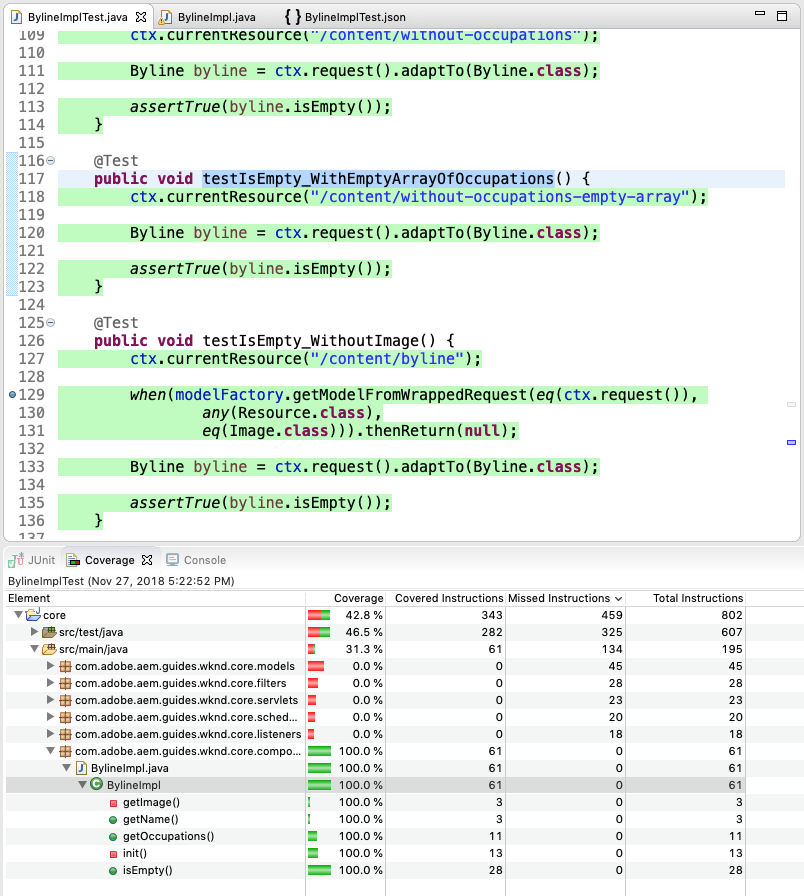 BylineImplTest.java
BylineImpl.java
{ } BylineImplTest.json
109 ctx.currentResource("/content/without-occupations");
110
111 Byline byline = ctx.request().adaptTo(Byline.class);
112
113 assertTrue(byline.isEmpty());
114 }
115
116 @Test
117 public void testIsEmpty_WithEmptyArrayOfOccupations() {
118 ctx.currentResource("/content/without-occupations-empty-array");
119
120 Byline byline = ctx.request().adaptTo(Byline.class);
121
122 assertTrue(byline.isEmpty());
123 }
124
125 @Test
126 public void testIsEmpty_WithoutImage() {
127 ctx.currentResource("/content/byline");
128
129 when(modelFactory.getModelFromWrappedRequest(eq(ctx.request()),
130 any(Resource.class),
131 eq(Image.class))).thenReturn(null);
132
133 Byline byline = ctx.request().adaptTo(Byline.class);
134
135 assertTrue(byline.isEmpty());
136 }
137
JUnit Coverage Console
BylineImplTest (Nov 27, 2018 5:22:52 PM)
Element Coverage Covered Instructions Missed Instructions Total Instructions
core 42.8 % 343 459 802
src/test/java 46.5 % 282 325 607
src/main/java 31.3 % 61 134 195
com.adobe.aem.guides.wknd.core.models 0.0 % 0 45 45
com.adobe.aem.guides.wknd.core.filters 0.0 % 0 28 28
com.adobe.aem.guides.wknd.core.servlets 0.0 % 0 23 23
com.adobe.aem.guides.wknd.core.sched... 0.0 % 0 20 20
com.adobe.aem.guides.wknd.core.listeners 0.0 % 0 18 18
com.adobe.aem.guides.wknd.core.compo... 100.0 % 61 0 61
BylineImpl.java 100.0 % 61 0 61
BylineImpl 100.0 % 61 0 61
getImage() 100.0 % 3 0 3
getName() 100.0 % 3 0 3
getOccupations() 100.0 % 11 0 11
init() 100.0 % 13 0 13
isEmpty() 100.0 % 28 0 28